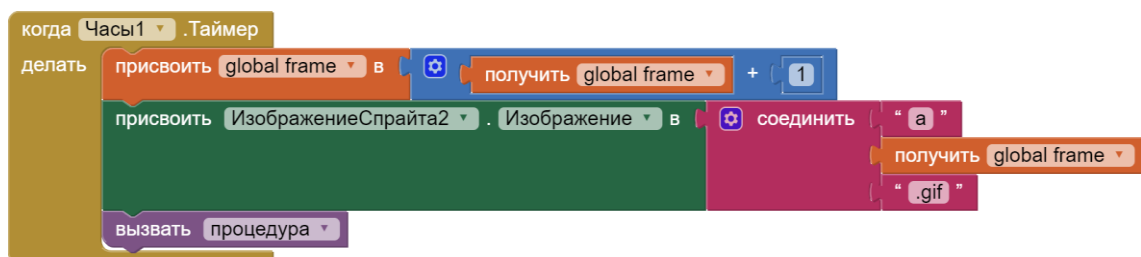 когда Часы1 .Таймер
делать присвоить global frame в получить global frame + 1
присвоить ИзображениеСпрайта2 . Изображение в соединить “ a ”
получить global frame
“ .gif ”
вызвать процедура